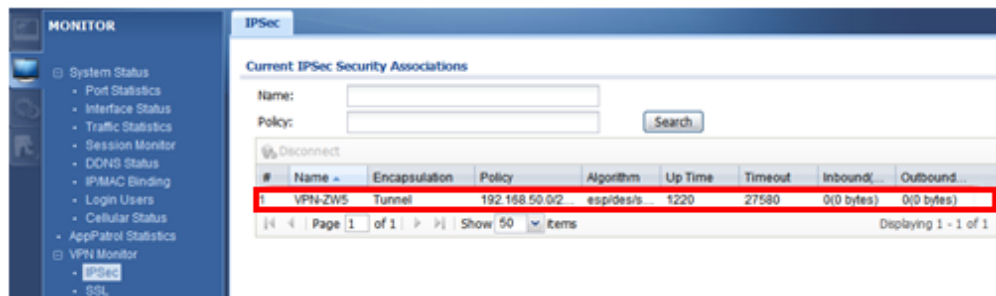 MONITOR
System Status
Port Statistics
Interface Status
Traffic Statistics
Session Monitor
DDNS Status
IP/MAC Binding
Login Users
Cellular Status
AppPatrol Statistics
VPN Monitor
IPSec
SSL
IPSec
Current IPSec Security Associations
Name:
Policy:
Search
Disconnect
# Name Encapsulation Policy Algorithm Up Time Timeout Inbound(... Outbound...
1 VPN-ZW5 Tunnel 192.168.50.0/2... esp/des/s... 1220 27580 0(0 bytes) 0(0 bytes)
Page 1 of 1 Show 50 items Displaying 1 - 1 of 1